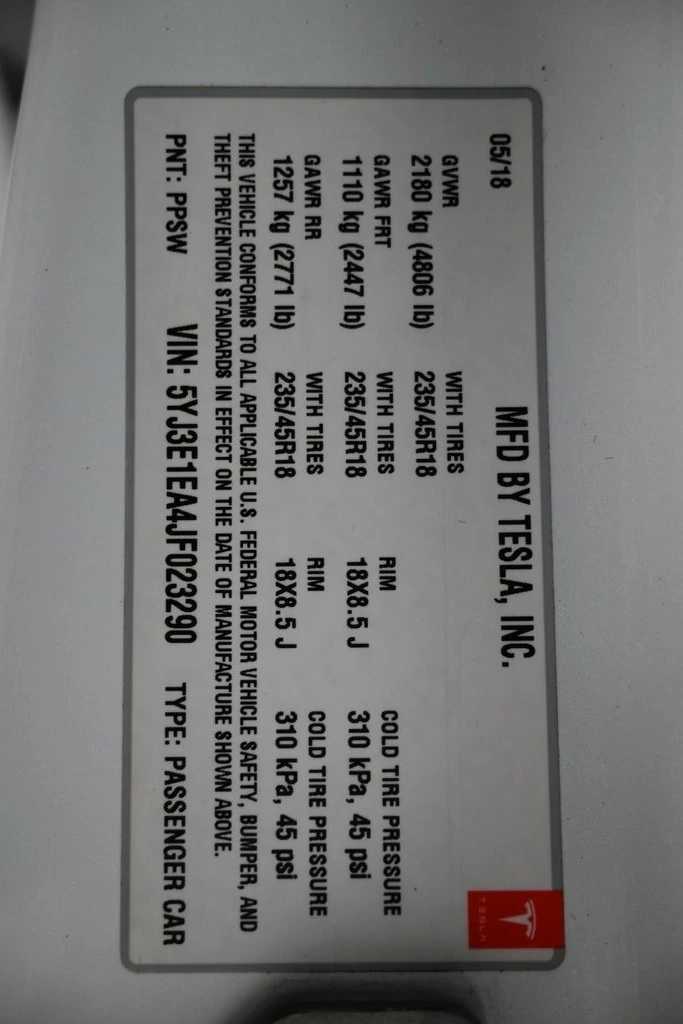 05/18
MFD BY TESLA, INC.
TESLA
GVWR WITH TIRES
2180 kg (4806 lb) 235/45R18
GAWR FRT WITH TIRES RIM COLD TIRE PRESSURE
1110 kg (2447 lb) 235/45R18 18X8.5 J 310 kPa, 45 psi
GAWR RR WITH TIRES RIM COLD TIRE PRESSURE
1257 kg (2771 lb) 235/45R18 18X8.5 J 310 kPa, 45 psi
THIS VEHICLE CONFORMS TO ALL APPLICABLE U.S. FEDERAL MOTOR VEHICLE SAFETY, BUMPER, AND
THEFT PREVENTION STANDARDS IN EFFECT ON THE DATE OF MANUFACTURE SHOWN ABOVE.
PNT: PPSW VIN: 5YJ3E1EA4JF023290 TYPE: PASSENGER CAR